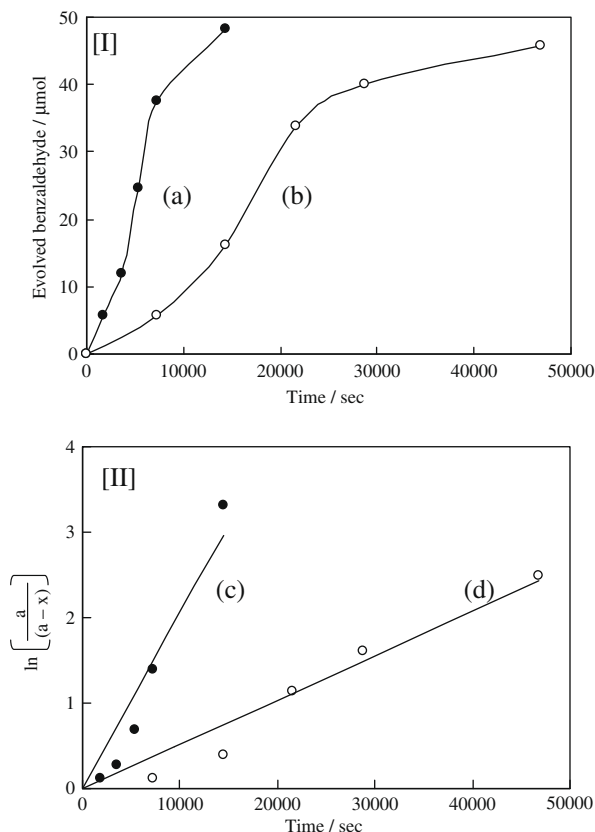 [I]
Evolved benzaldehyde / μmol
50
40
30
20
10
0
(a)
(b)
0 10000 20000 30000 40000 50000
Time / sec
[II]
ln [ a / (a − x) ]
4
3
2
1
0
(c)
(d)
0 10000 20000 30000 40000 50000
Time / sec